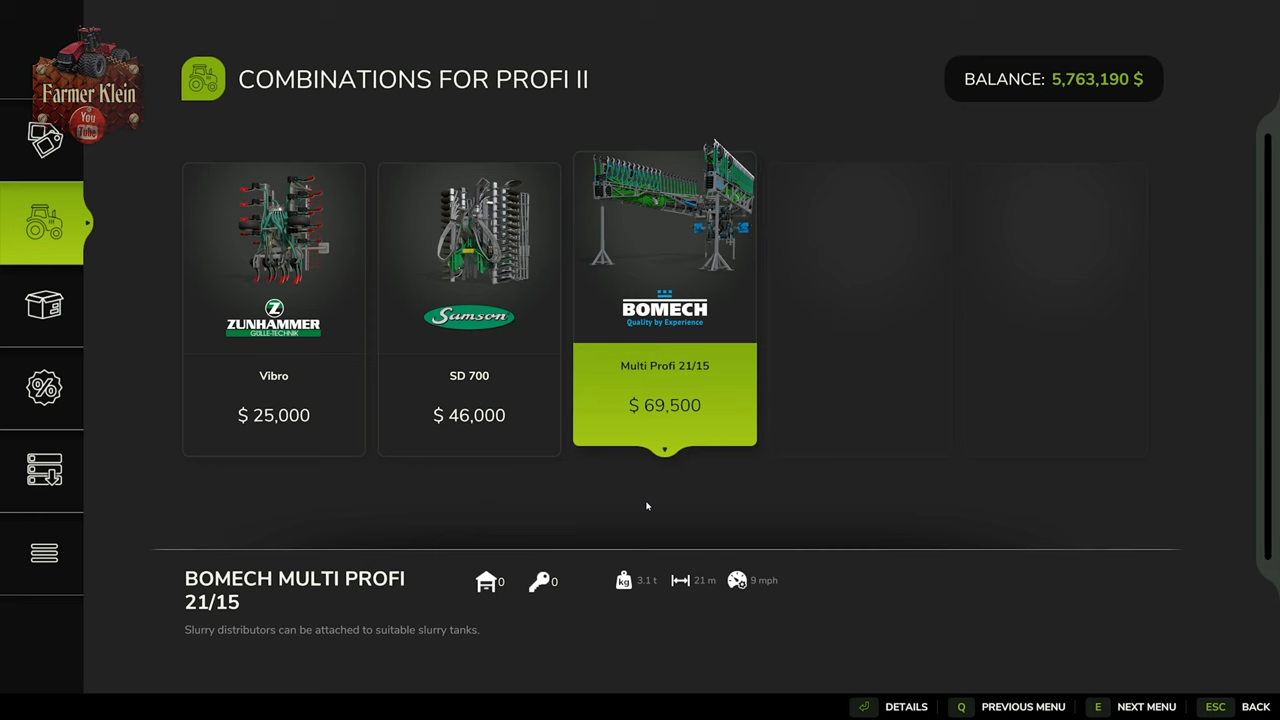 Farmer Klein
You
Tube
COMBINATIONS FOR PROFI II
BALANCE: 5,763,190 $
Z
ZUNHAMMER
GÜLLE-TECHNIK
Vibro
$ 25,000
Samson
SD 700
$ 46,000
BOMECH
Quality by Experience
Multi Profi 21/15
$ 69,500
BOMECH MULTI PROFI
21/15
0
0
kg
3.1 t
21 m
9 mph
Slurry distributors can be attached to suitable slurry tanks.
DETAILS
Q PREVIOUS MENU
E NEXT MENU
ESC BACK